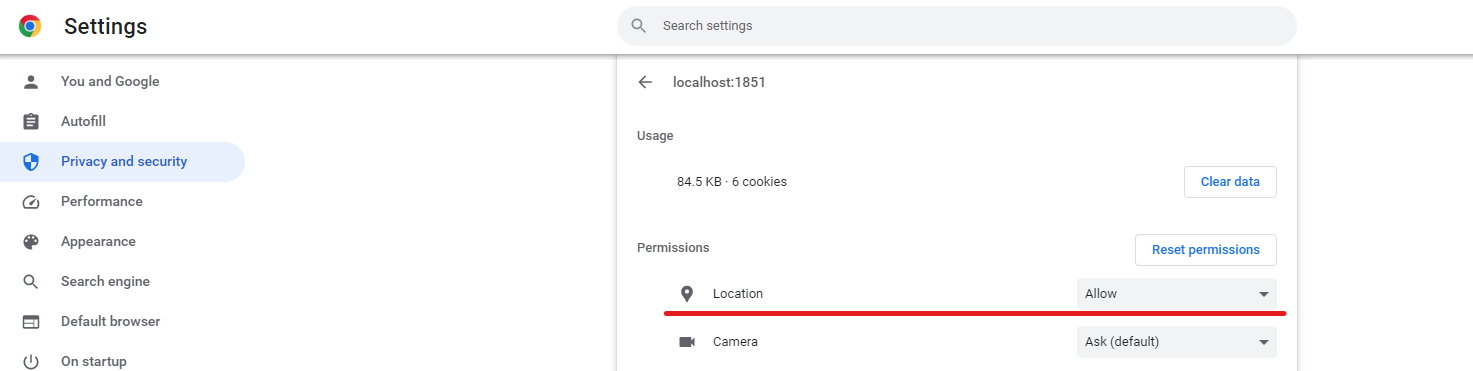 Settings
Search settings
You and Google
Autofill
Privacy and security
Performance
Appearance
Search engine
Default browser
On startup
localhost:1851
Usage
84.5 KB · 6 cookies
Clear data
Permissions
Reset permissions
Location
Allow
Camera
Ask (default)